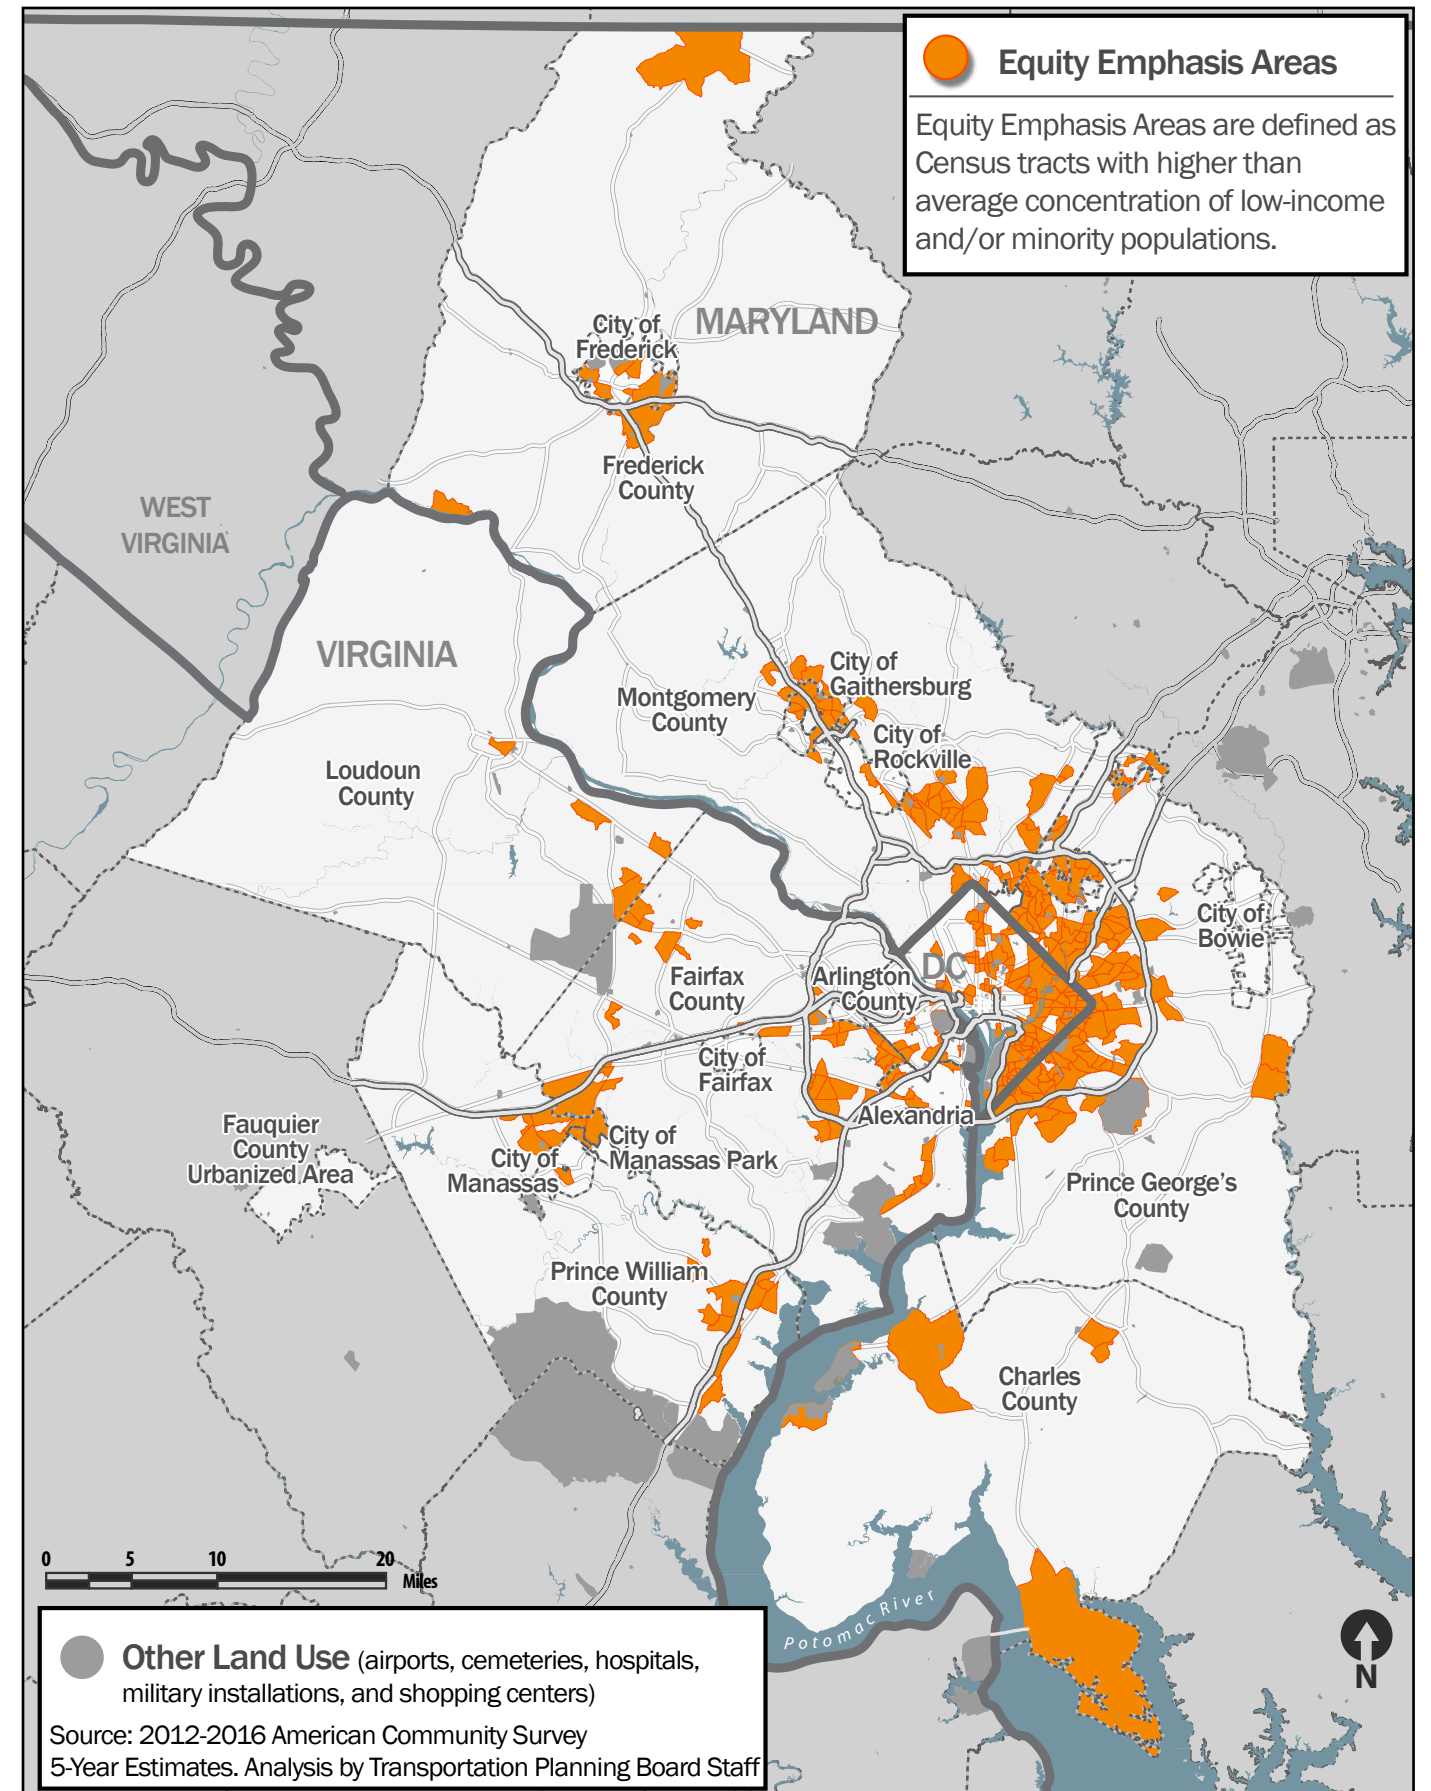 Equity Emphasis Areas
Equity Emphasis Areas are defined as
Census tracts with higher than
average concentration of low-income
and/or minority populations.
City of
Frederick
MARYLAND
Frederick
County
WEST
VIRGINIA
VIRGINIA
City of
Gaithersburg
Montgomery
County
City of
Rockville
Loudoun
County
City of
Bowie
DC
Fairfax
County
Arlington
County
City of
Fairfax
Alexandria
Fauquier
County
Urbanized Area
City of
Manassas Park
City of
Manassas
Prince George's
County
Prince William
County
Charles
County
0 5 10 20
Miles
Potomac River
N
Other Land Use (airports, cemeteries, hospitals,
military installations, and shopping centers)
Source: 2012-2016 American Community Survey
5-Year Estimates. Analysis by Transportation Planning Board Staff